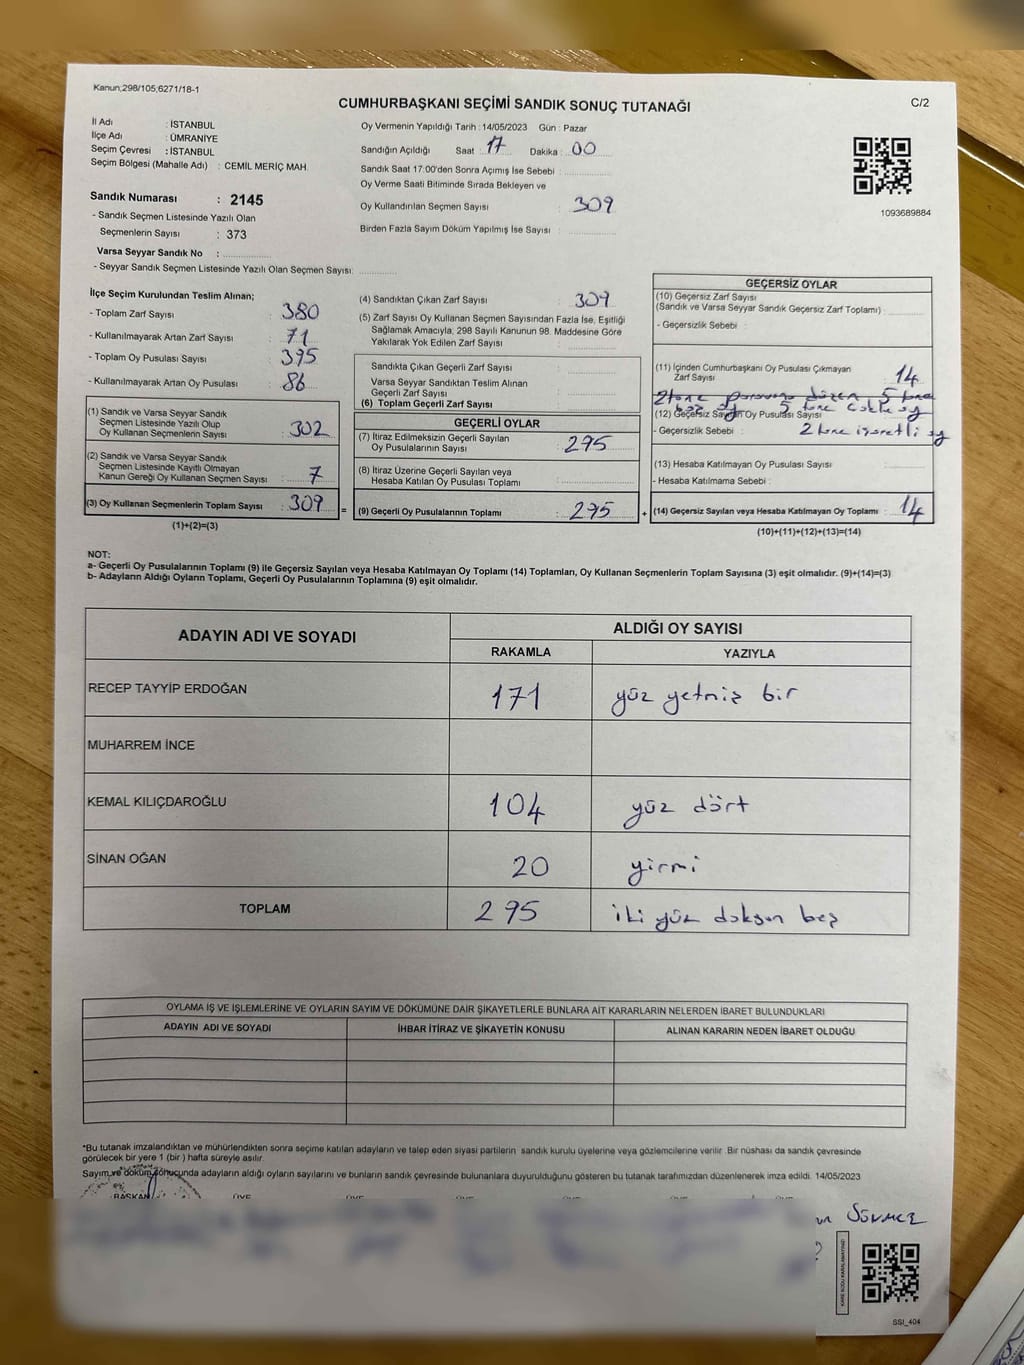 Kanun;298/105;6271/18-1
C/2
CUMHURBAŞKANI SEÇİMİ SANDIK SONUÇ TUTANAĞI
İl Adı : İSTANBUL
İlçe Adı : ÜMRANİYE
Seçim Çevresi : İSTANBUL
Seçim Bölgesi (Mahalle Adı) : CEMİL MERİÇ MAH.
Oy Vermenin Yapıldığı Tarih : 14/05/2023 Gün : Pazar
Sandığın Açıldığı Saat : 17 Dakika : 00
Sandık Saat 17:00'den Sonra Açımış İse Sebebi :
Oy Verme Saati Bitiminde Sırada Bekleyen ve
Oy Kullandırılan Seçmen Sayısı : 309
Birden Fazla Sayım Döküm Yapılmış İse Sayısı :
1093689884
Sandık Numarası : 2145
- Sandık Seçmen Listesinde Yazılı Olan
Seçmenlerin Sayısı : 373
Varsa Seyyar Sandık No :
- Seyyar Sandık Seçmen Listesinde Yazılı Olan Seçmen Sayısı:
İlçe Seçim Kurulundan Teslim Alınan;
- Toplam Zarf Sayısı : 380
- Kullanılmayarak Artan Zarf Sayısı : 71
- Toplam Oy Pusulası Sayısı : 395
- Kullanılmayarak Artan Oy Pusulası : 86
(1) Sandık ve Varsa Seyyar Sandık
Seçmen Listesinde Yazılı Olup
Oy Kullanan Seçmenlerin Sayısı : 302
(2) Sandık ve Varsa Seyyar Sandık
Seçmen Listesinde Kayıtlı Olmayan
Kanun Gereği Oy Kullanan Seçmen Sayısı : 7
(3) Oy Kullanan Seçmenlerin Toplam Sayısı : 309
(1)+(2)=(3)
=
(4) Sandıktan Çıkan Zarf Sayısı : 309
(5) Zarf Sayısı Oy Kullanan Seçmen Sayısından Fazla İse, Eşitliği
Sağlamak Amacıyla; 298 Sayılı Kanunun 98. Maddesine Göre
Yakılarak Yok Edilen Zarf Sayısı :
Sandıkta Çıkan Geçerli Zarf Sayısı :
Varsa Seyyar Sandıktan Teslim Alınan
Geçerli Zarf Sayısı :
(6) Toplam Geçerli Zarf Sayısı :
GEÇERLİ OYLAR
(7) İtiraz Edilmeksizin Geçerli Sayılan
Oy Pusulalarının Sayısı : 295
(8) İtiraz Üzerine Geçerli Sayılan veya
Hesaba Katılan Oy Pusulası Toplamı :
(9) Geçerli Oy Pusulalarının Toplamı : 295
+
GEÇERSİZ OYLAR
(10) Geçersiz Zarf Sayısı
(Sandık ve Varsa Seyyar Sandık Geçersiz Zarf Toplamı) :
- Geçersizlik Sebebi :
(11) İçinden Cumhurbaşkanı Oy Pusulası Çıkmayan
Zarf Sayısı : 14
2 tane düzen 5 tane
boş oy 5 tane oy
(12) Geçersiz Sayılan Oy Pusulası Sayısı :
- Geçersizlik Sebebi : 2 tane işaretli oy
(13) Hesaba Katılmayan Oy Pusulası Sayısı :
- Hesaba Katılmama Sebebi :
(14) Geçersiz Sayılan veya Hesaba Katılmayan Oy Toplamı : 14
(10)+(11)+(12)+(13)=(14)
NOT:
a- Geçerli Oy Pusulalarının Toplamı (9) ile Geçersiz Sayılan veya Hesaba Katılmayan Oy Toplamı (14) Toplamları, Oy Kullanan Seçmenlerin Toplam Sayısına (3) eşit olmalıdır. (9)+(14)=(3)
b- Adayların Aldığı Oyların Toplamı, Geçerli Oy Pusulalarının Toplamına (9) eşit olmalıdır.
ADAYIN ADI VE SOYADI
ALDIĞI OY SAYISI
RAKAMLA YAZIYLA
RECEP TAYYİP ERDOĞAN 171 yüz yetmiş bir
MUHARREM İNCE
KEMAL KILIÇDAROĞLU 104 yüz dört
SİNAN OĞAN 20 yirmi
TOPLAM 295 iki yüz doksan beş
OYLAMA İŞ VE İŞLEMLERİNE VE OYLARIN SAYIM VE DÖKÜMÜNE DAİR ŞİKAYETLERLE BUNLARA AİT KARARLARIN NELERDEN İBARET BULUNDUKLARI
ADAYIN ADI VE SOYADI İHBAR İTİRAZ VE ŞİKAYETİN KONUSU ALINAN KARARIN NEDEN İBARET OLDUĞU
*Bu tutanak imzalandıktan ve mühürlendikten sonra seçime katılan adayların ve talep eden siyasi partilerin sandık kurulu üyelerine veya gözlemcilerine verilir. Bir nüshası da sandık çevresinde
görülecek bir yere 1 (bir ) hafta süreyle asılır.
Sayım ve döküm sonucunda adayların aldığı oyların sayılarını ve bunların sandık çevresinde bulunanlara duyurulduğunu gösteren bu tutanak tarafımızdan düzenlenerek imza edildi. 14/05/2023
BAŞKAN ÜYE ÜYE ÜYE ÜYE ÜYE ÜYE
SSİ_404